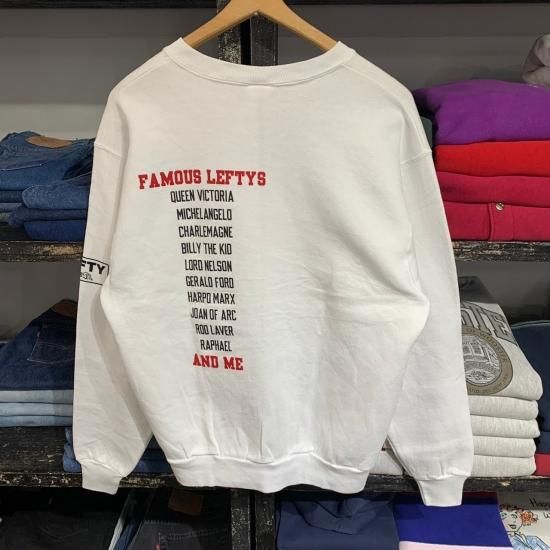 FAMOUS LEFTYS
QUEEN VICTORIA
MICHELANGELO
CHARLEMAGNE
BILLY THE KID
LORD NELSON
GERALD FORD
HARPO MARX
JOAN OF ARC
ROD LAVER
RAPHAEL
AND ME
FTY